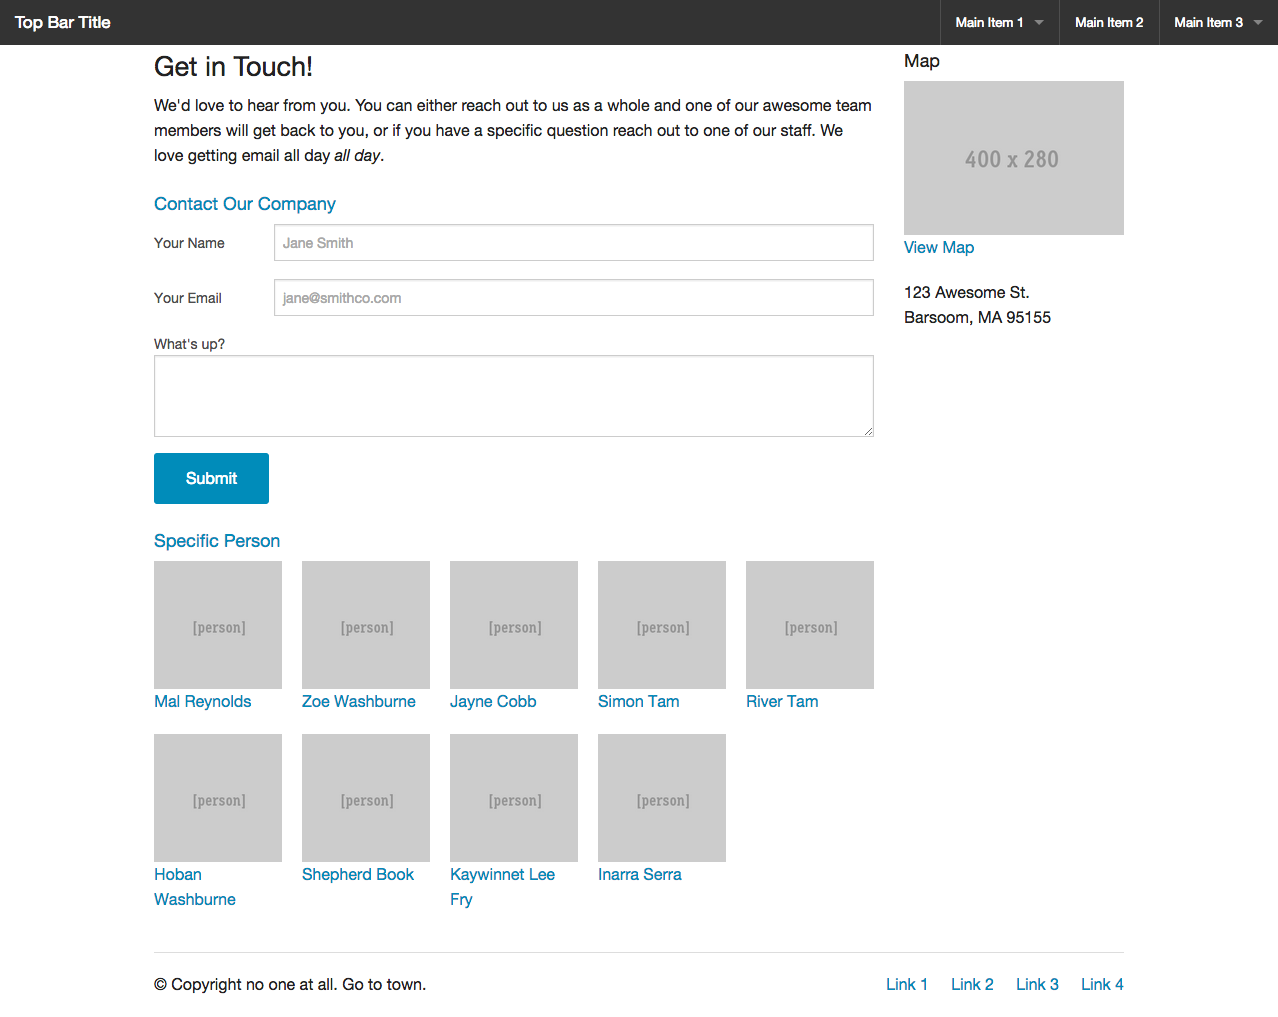 Top Bar Title
Main Item 1
Main Item 2
Main Item 3
Get in Touch!
We'd love to hear from you. You can either reach out to us as a whole and one of our awesome team
members will get back to you, or if you have a specific question reach out to one of our staff. We
love getting email all day all day.
Contact Our Company
Your Name
Jane Smith
Your Email
jane@smithco.com
What's up?
Submit
Specific Person
[person]
[person]
[person]
[person]
[person]
Mal Reynolds
Zoe Washburne
Jayne Cobb
Simon Tam
River Tam
[person]
[person]
[person]
[person]
Hoban
Washburne
Shepherd Book
Kaywinnet Lee
Fry
Inarra Serra
Map
400 x 280
View Map
123 Awesome St.
Barsoom, MA 95155
© Copyright no one at all. Go to town.
Link 1
Link 2
Link 3
Link 4